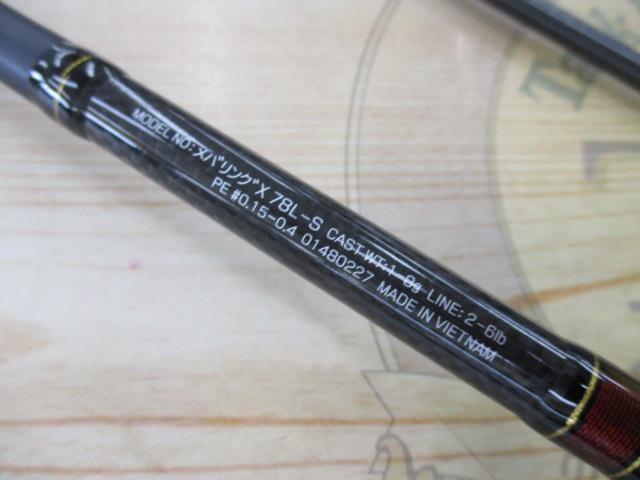 MODEL NO:メバリングX 78L-S CAST WT:1-8g LINE:2-6lb
PE #0.15-0.4 01480227 MADE IN VIETNAM